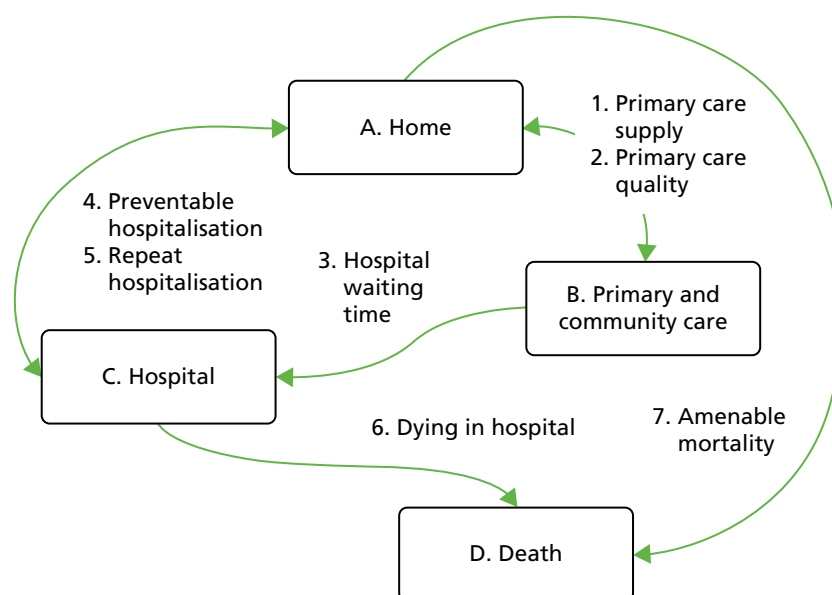 A. Home
1. Primary care
supply
2. Primary care
quality
4. Preventable
hospitalisation
5. Repeat
hospitalisation
3. Hospital
waiting
time
B. Primary and
community care
C. Hospital
6. Dying in hospital
7. Amenable
mortality
D. Death